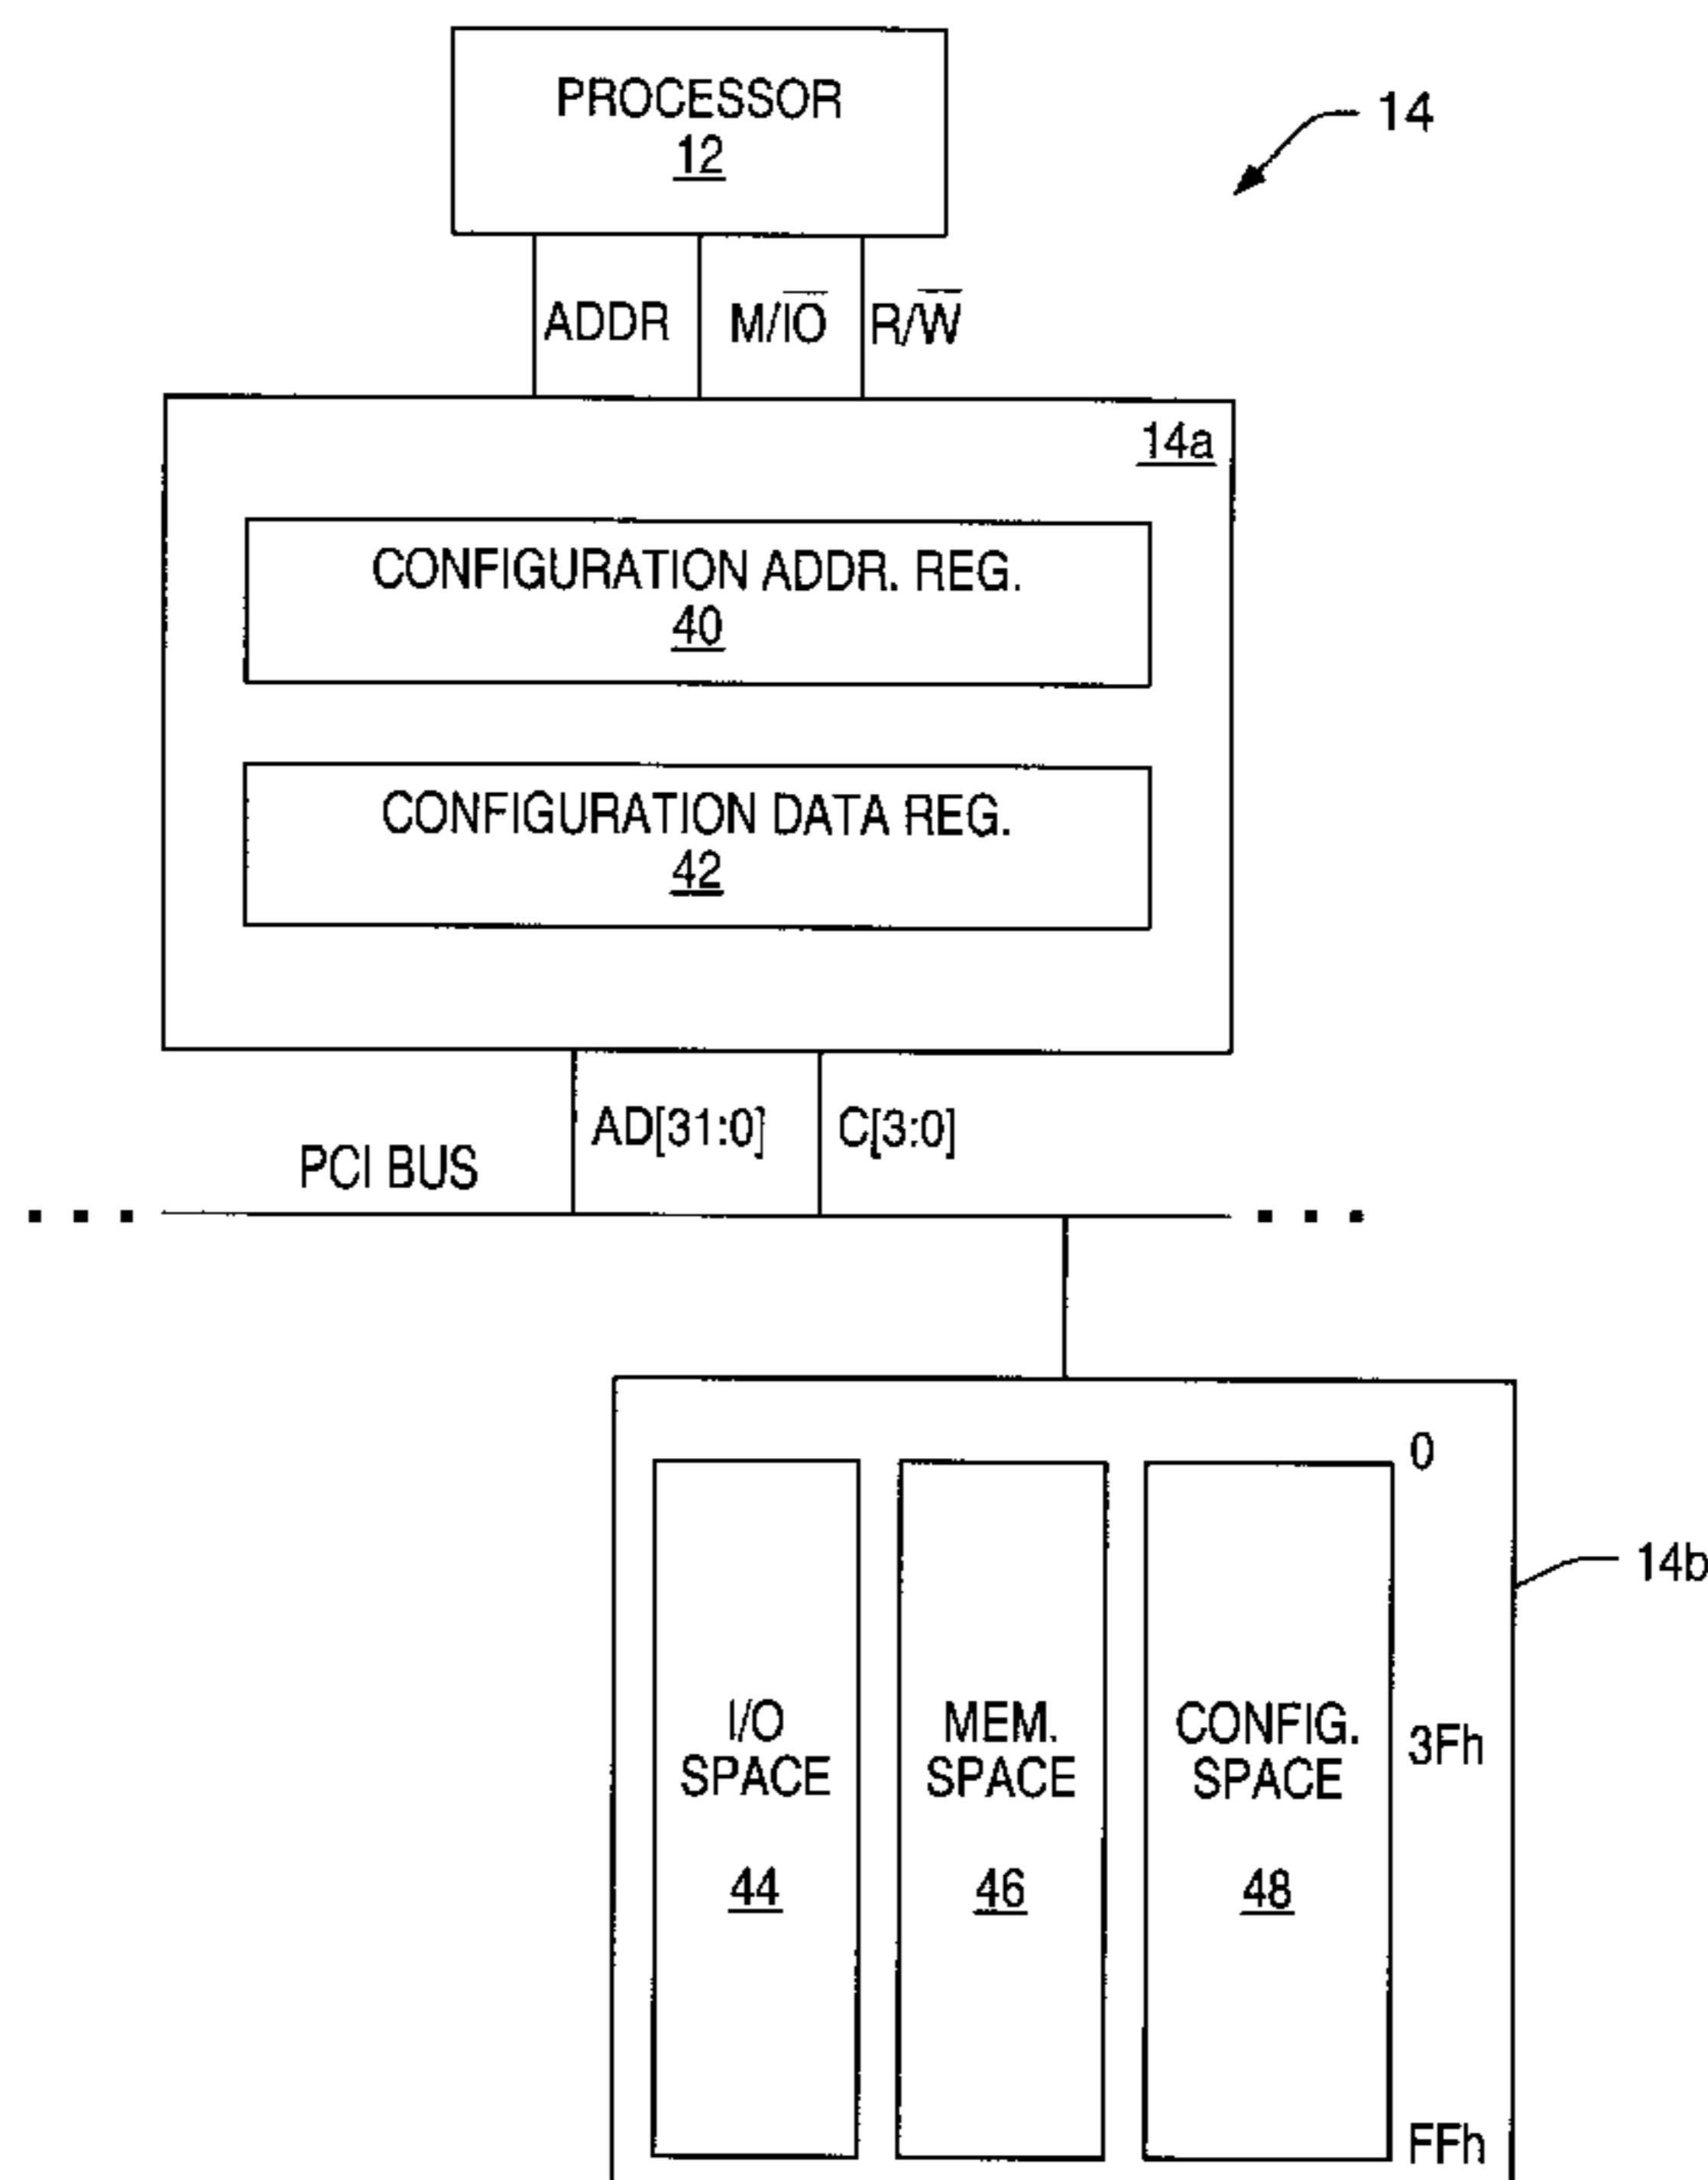 PROCESSOR
12
14
ADDR
M/I̅O̅
R/W̅
14a
CONFIGURATION ADDR. REG.
40
CONFIGURATION DATA REG.
42
AD[31:0]
C[3:0]
PCI BUS
0
14b
I/O
SPACE
44
MEM.
SPACE
46
CONFIG.
SPACE
48
3Fh
FFh